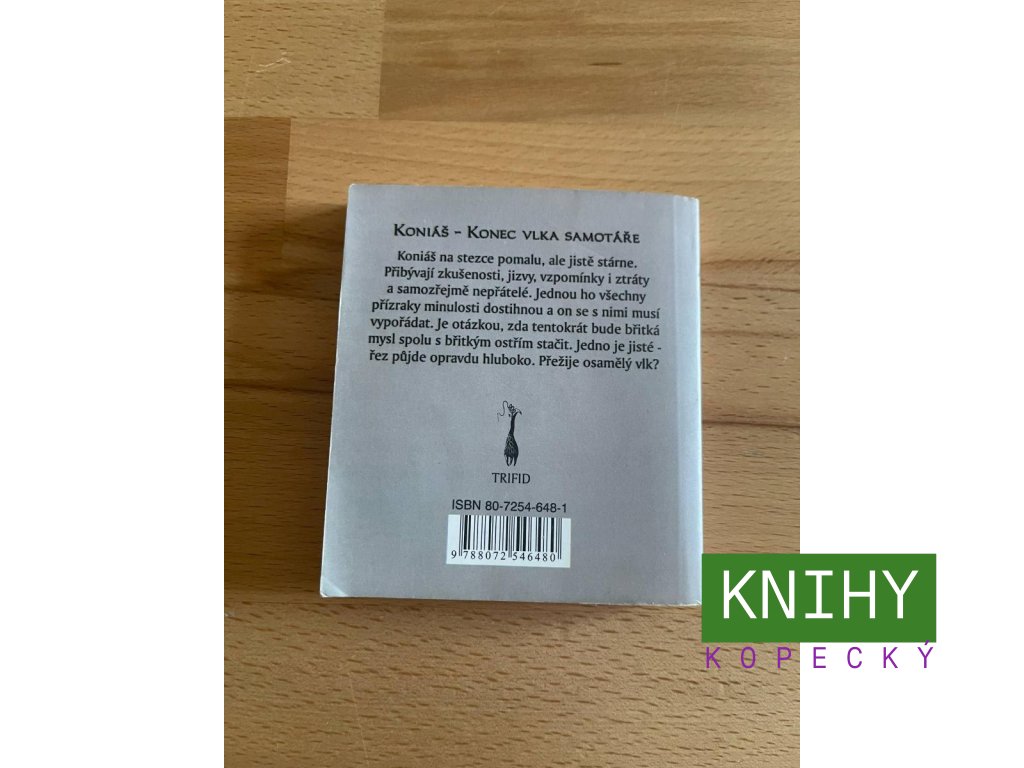 Koniáš - Konec vlka samotáře
Koniáš na stezce pomalu, ale jistě stárne.
Přibývají zkušenosti, jizvy, vzpomínky i ztráty
a samozřejmě nepřátelé. Jednou ho všechny
přízraky minulosti dostihnou a on se s nimi musí
vypořádat. Je otázkou, zda tentokrát bude břitká
mysl spolu s břitkým ostřím stačit. Jedno je jisté -
řez půjde opravdu hluboko. Přežije osamělý vlk?
TRIFID
ISBN 80-7254-648-1
9 788072 546480
KNIHY
KOPECKÝ